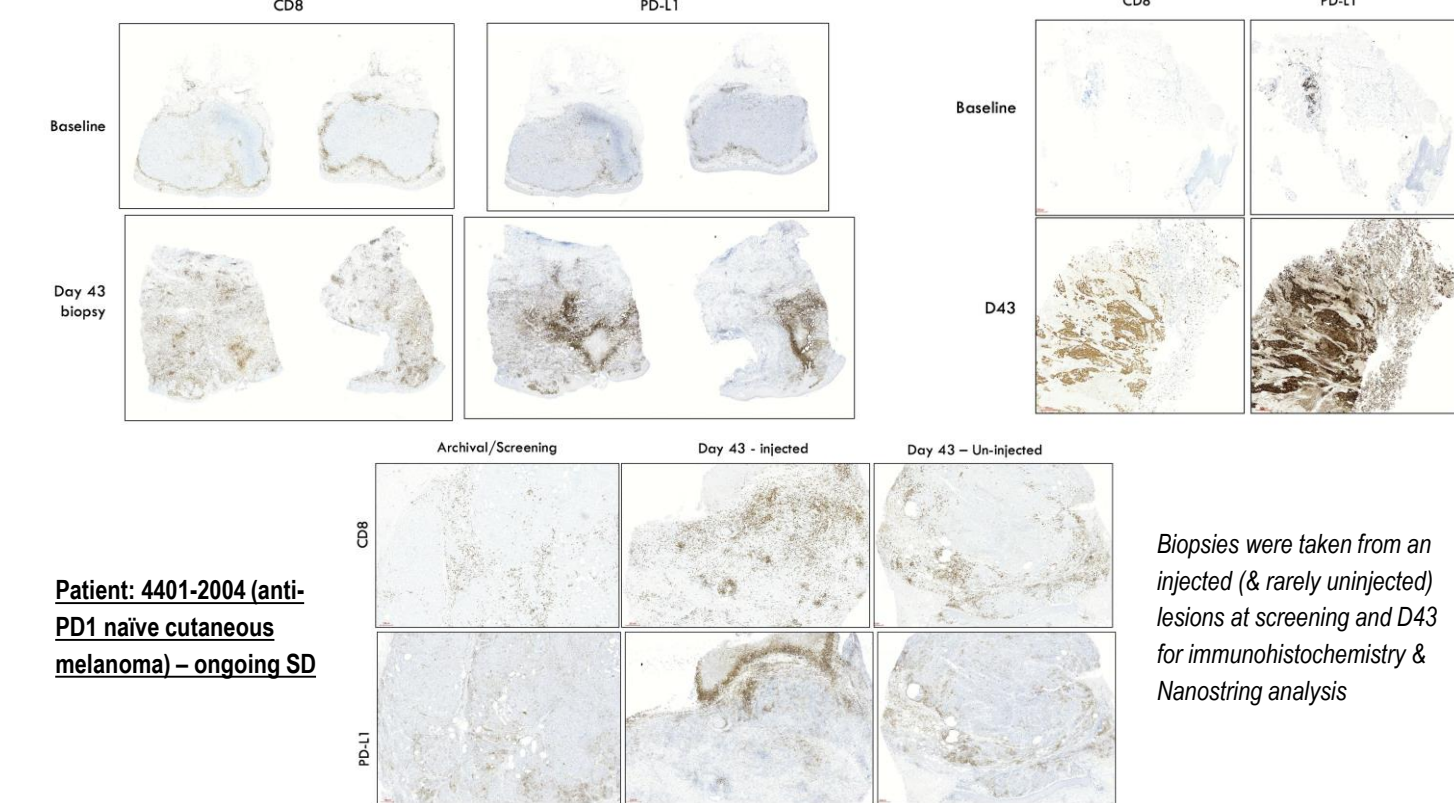 CD8
PD-L1
CD8
PD-L1
Baseline
Baseline
Day 43
biopsy
D43
Archival/Screening
Day 43 - injected
Day 43 – Un-injected
CD8
PD-L1
Patient: 4401-2004 (anti-
PD1 naïve cutaneous
melanoma) – ongoing SD
Biopsies were taken from an
injected (& rarely uninjected)
lesions at screening and D43
for immunohistochemistry &
Nanostring analysis